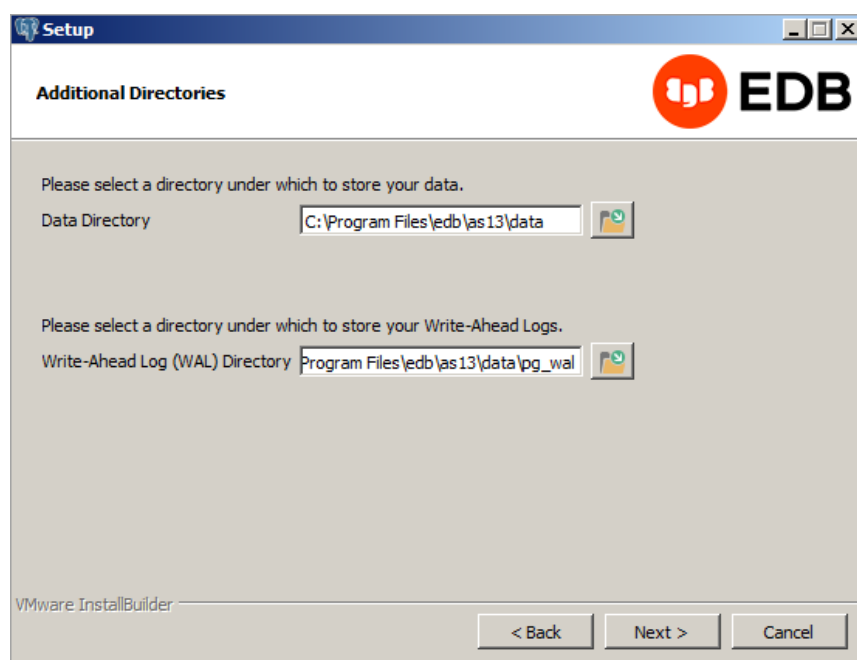 Setup
Additional Directories
EDB
Please select a directory under which to store your data.
Data Directory
C:\Program Files\edb\as13\data
Please select a directory under which to store your Write-Ahead Logs.
Write-Ahead Log (WAL) Directory
Program Files\edb\as13\data\pg_wal
VMware InstallBuilder
< Back
Next >
Cancel